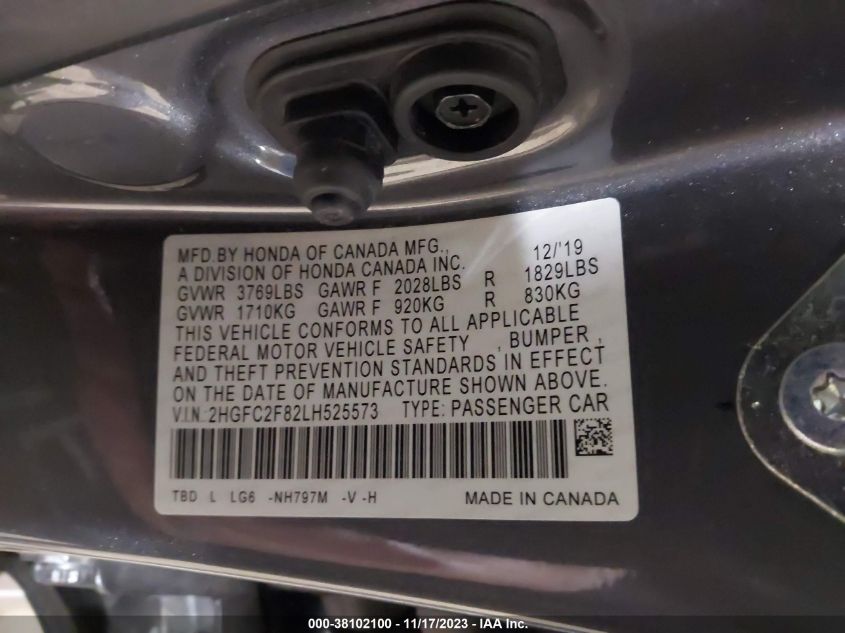 MFD.BY HONDA OF CANADA MFG., 12/'19
A DIVISION OF HONDA CANADA INC.
GVWR 3769LBS GAWR F 2028LBS R 1829LBS
GVWR 1710KG GAWR F 920KG R 830KG
THIS VEHICLE CONFORMS TO ALL APPLICABLE
FEDERAL MOTOR VEHICLE SAFETY , BUMPER ,
AND THEFT PREVENTION STANDARDS IN EFFECT
ON THE DATE OF MANUFACTURE SHOWN ABOVE.
V.I.N. 2HGFC2F82LH525573 TYPE: PASSENGER CAR
TBD L LG6 -NH797M -V -H MADE IN CANADA
000-38102100 - 11/17/2023 - IAA Inc.